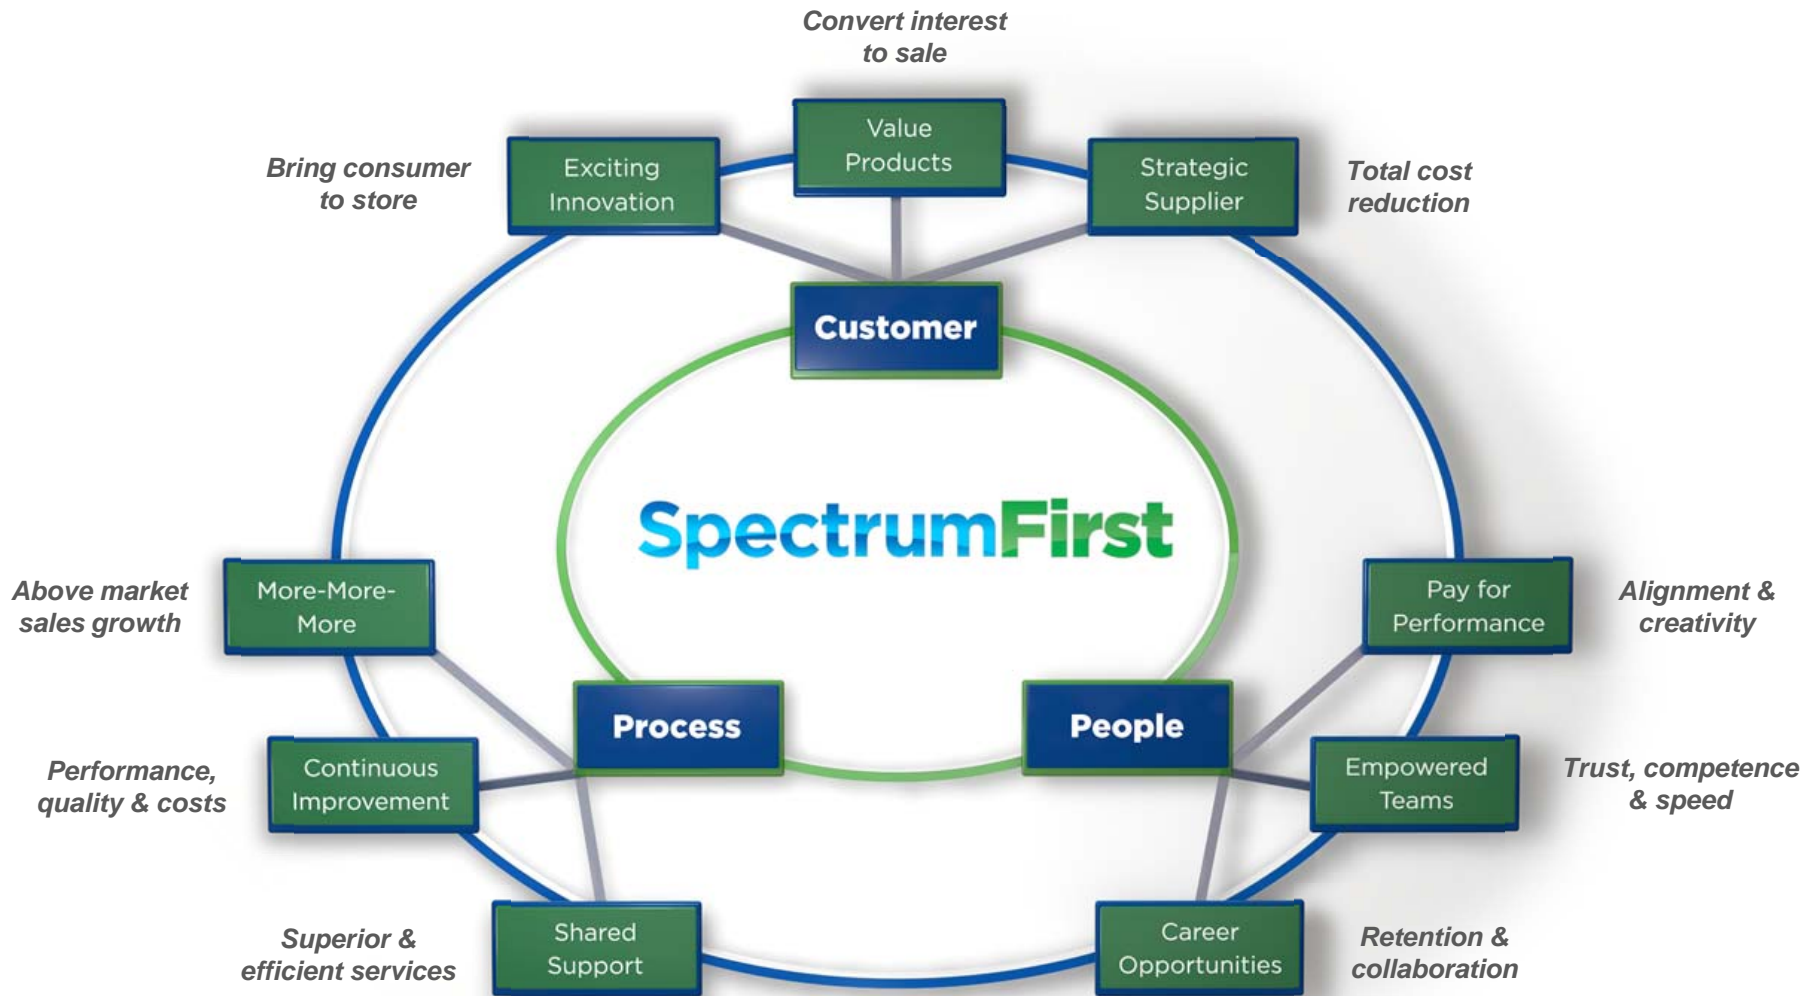 Convert interest
to sale
Value
Products
Bring consumer
to store
Exciting
Innovation
Strategic
Supplier
Total cost
reduction
Customer
SpectrumFirst
Above market
sales growth
More-More-
More
Pay for
Performance
Alignment &
creativity
Process
People
Performance,
quality & costs
Continuous
Improvement
Empowered
Teams
Trust, competence
& speed
Superior &
efficient services
Shared
Support
Career
Opportunities
Retention &
collaboration